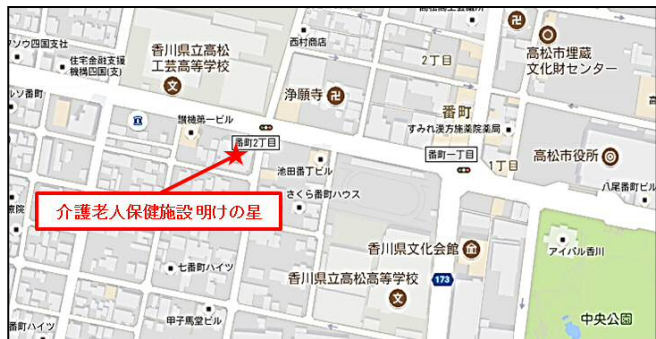 西村商店
香川県立高松
工芸高等学校
高松市埋蔵
文化財センター
2丁目
住宅金融支援
機構四国(支)
浄願寺
番町
讃機第一ビル
すみれ漢方施薬院薬局
番町2丁目
番町一丁目
1丁目
高松市役所
池田番丁ビル
八尾番町ビル
さくら番町ハウス
介護老人保健施設明けの星
香川県文化会館
アイパル香川
七番町ハイツ
香川県立高松高等学校
173
甲子馬堂ビル
中央公園
番町ハイツ